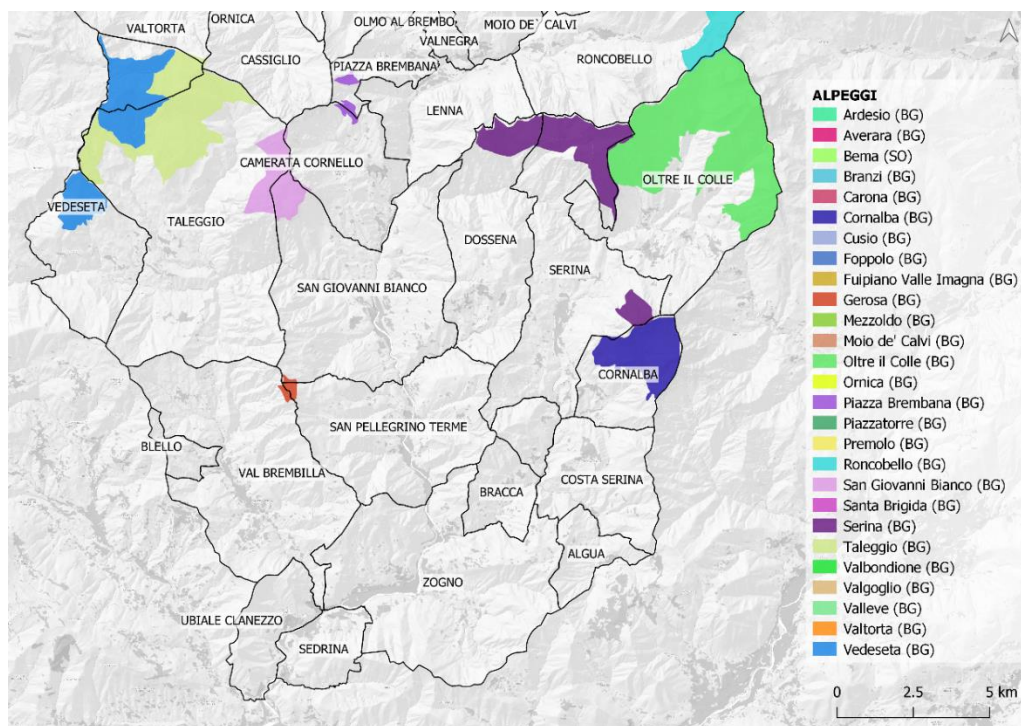 VALTORTA
ORNICA
OLMO AL BREMBO
MOIO DE' CALVI
VALNEGRA
CASSIGLIO
PIAZZA BREMBANA
RONCOBELLO
LENNA
CAMERATA CORNELLO
OLTRE IL COLLE
VEDESETA
TALEGGIO
DOSSENA
SERINA
SAN GIOVANNI BIANCO
CORNALBA
SAN PELLEGRINO TERME
BLELLO
VAL BREMBILLA
BRACCA
COSTA SERINA
ALGUA
ZOGNO
UBIALE CLANEZZO
SEDRINA
ALPEGGI
Ardesio (BG)
Averara (BG)
Bema (SO)
Branzi (BG)
Carona (BG)
Cornalba (BG)
Cusio (BG)
Foppolo (BG)
Fuipiano Valle Imagna (BG)
Gerosa (BG)
Mezzoldo (BG)
Moio de' Calvi (BG)
Oltre il Colle (BG)
Ornica (BG)
Piazza Brembana (BG)
Piazzatorre (BG)
Premolo (BG)
Roncobello (BG)
San Giovanni Bianco (BG)
Santa Brigida (BG)
Serina (BG)
Taleggio (BG)
Valbondione (BG)
Valgoglio (BG)
Valleve (BG)
Valtorta (BG)
Vedeseta (BG)
0 2.5 5 km